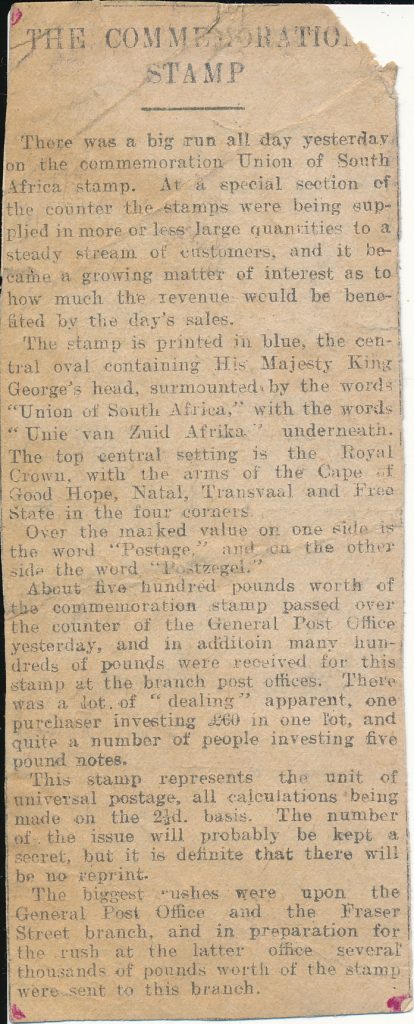 THE COMMEMORATION
STAMP
There was a big run all day yesterday
on the commemoration Union of South
Africa stamp. At a special section of
the counter the stamps were being sup-
plied in more or less large quantities to a
steady stream of customers, and it be-
came a growing matter of interest as to
how much the revenue would be bene-
fited by the day's sales.
The stamp is printed in blue, the cen-
tral oval containing His Majesty King
George's head, surmounted by the words
"Union of South Africa," with the words
"Unie van Zuid Afrika" underneath.
The top central setting is the Royal
Crown, with the arms of the Cape of
Good Hope, Natal, Transvaal and Free
State in the four corners.
Over the marked value on one side is
the word "Postage," and on the other
side the word "Postzegel."
About five hundred pounds worth of
the commemoration stamp passed over
the counter of the General Post Office
yesterday, and in additoin many hun-
dreds of pounds were received for this
stamp at the branch post offices. There
was a lot of "dealing" apparent, one
purchaser investing £60 in one lot, and
quite a number of people investing five
pound notes.
This stamp represents the unit of
universal postage, all calculations being
made on the 2½d. basis. The number
of the issue will probably be kept a
secret, but it is definite that there will
be no reprint.
The biggest rushes were upon the
General Post Office and the Fraser
Street branch, and in preparation for
the rush at the latter office several
thousands of pounds worth of the stamp
were sent to this branch.